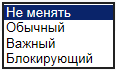 Не менять
Обычный
Важный
Блокирующий